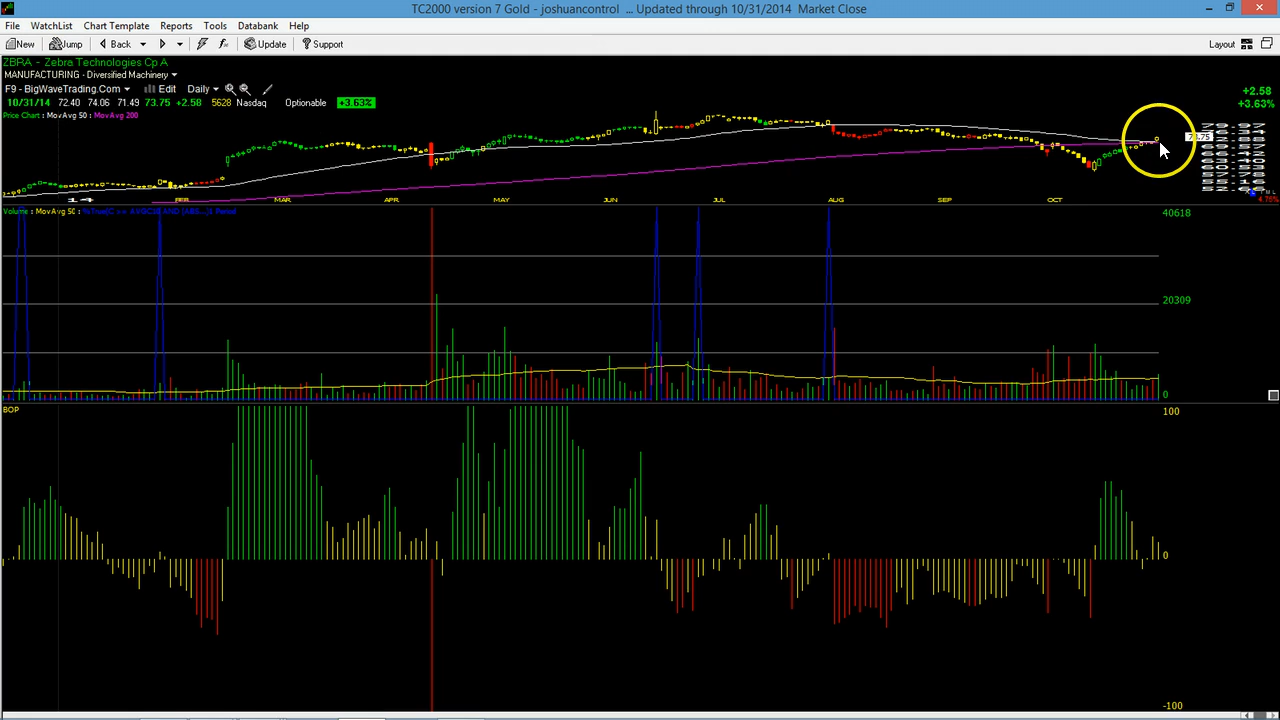 TC2000 version 7 Gold - joshuancontrol ... Updated through 10/31/2014 Market Close
File WatchList Chart Template Reports Tools Databank Help
New Jump Back Update Support Layout
ZBRA - Zebra Technologies Cp A
MANUFACTURING - Diversified Machinery
F9 - BigWaveTrading.Com Edit Daily
+2.58
10/31/14 72.40 74.06 71.49 73.75 +2.58 5628 Nasdaq Optionable +3.63%
+3.63%
Price Chart : MovAvg 50 : MovAvg 200
73.75
FEB MAR APR MAY JUN JUL AUG SEP OCT
Volume : MovAvg 50 :
40618
20309
0
BOP
100
0
-100